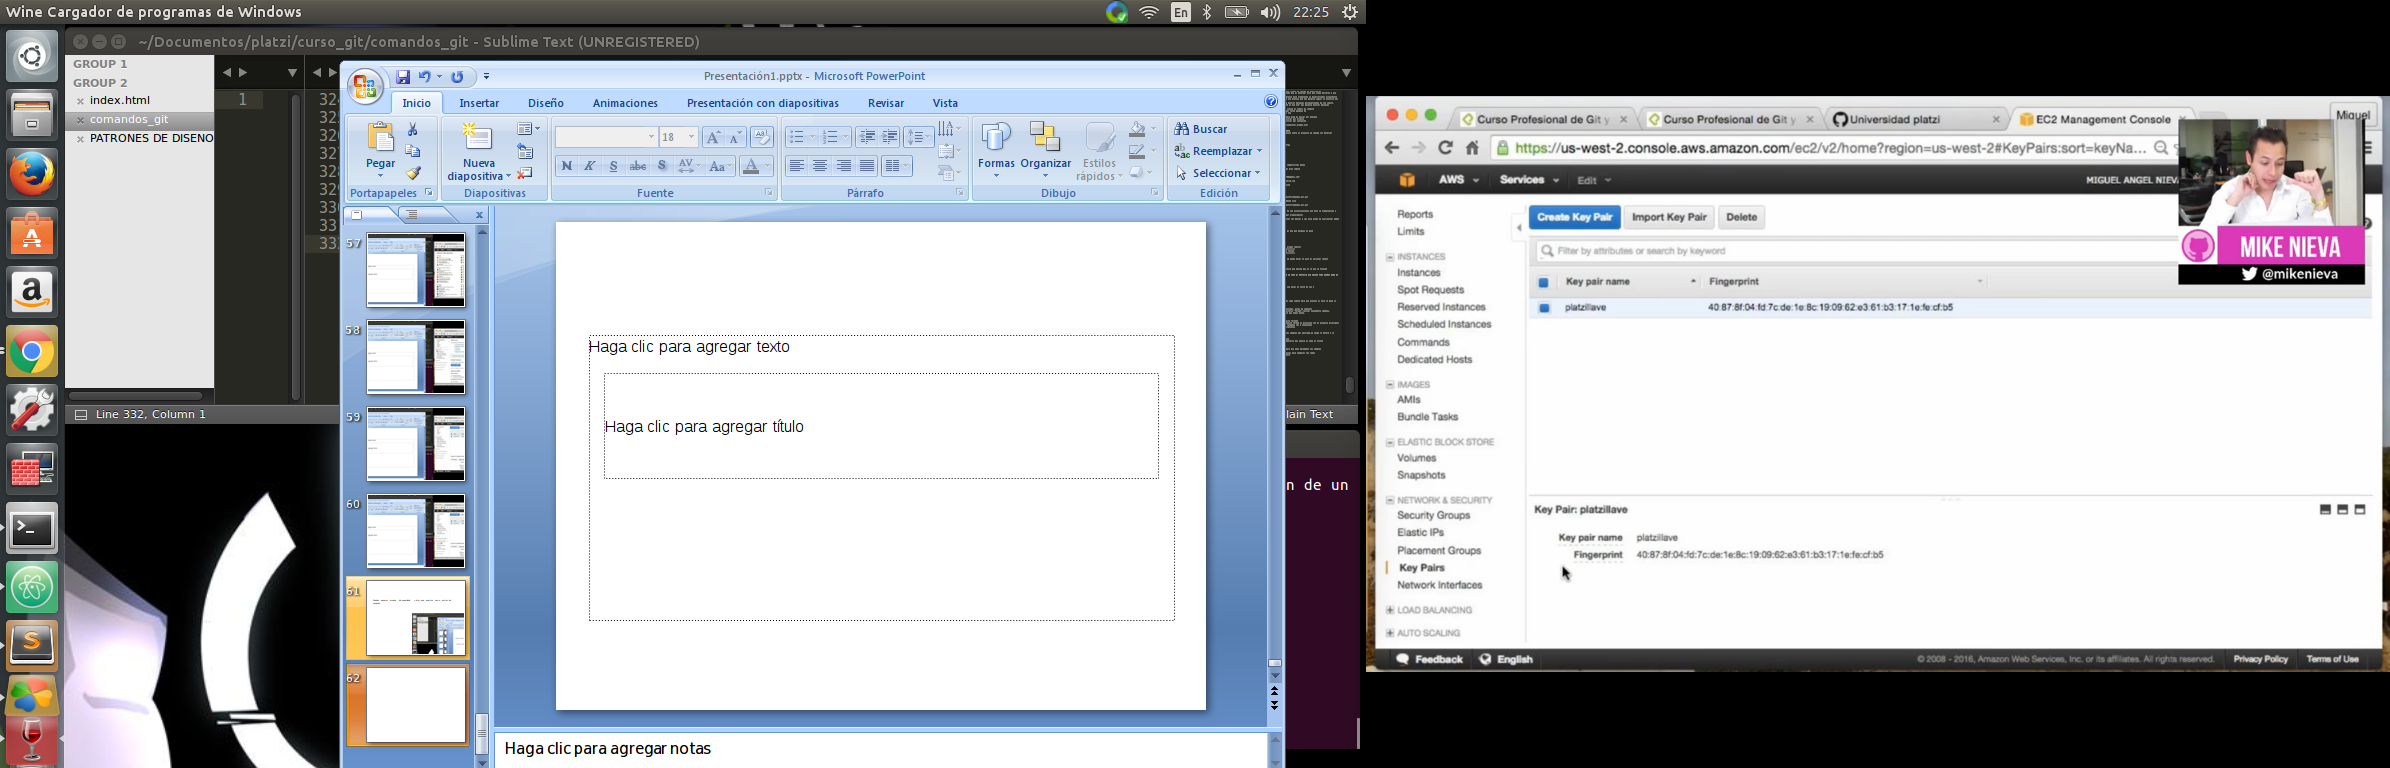 Wine Cargador de programas de Windows
En
22:25
~/Documentos/platzi/curso_git/comandos_git - Sublime Text (UNREGISTERED)
GROUP 1
GROUP 2
index.html
comandos_git
PATRONES DE DISENO
1
Line 332, Column 1
lain Text
n de un
Presentación1.pptx - Microsoft PowerPoint
Inicio
Insertar
Diseño
Animaciones
Presentación con diapositivas
Revisar
Vista
Pegar
Portapapeles
Nueva
diapositiva
Diapositivas
18
N K S abc S AV Aa A
Fuente
Párrafo
Formas
Organizar
Estilos
rápidos
Dibujo
Buscar
Reemplazar
Seleccionar
Edición
57
58
59
60
61
62
Haga clic para agregar texto
Haga clic para agregar título
Haga clic para agregar notas
Curso Profesional de Git y
Curso Profesional de Git y
Universidad platzi
EC2 Management Console
Miguel
https://us-west-2.console.aws.amazon.com/ec2/v2/home?region=us-west-2#KeyPairs:sort=keyNa...
AWS
Services
Edit
MIGUEL ANGEL NIEVA
MIKE NIEVA
@mikenieva
Reports
Limits
INSTANCES
Instances
Spot Requests
Reserved Instances
Scheduled Instances
Commands
Dedicated Hosts
IMAGES
AMIs
Bundle Tasks
ELASTIC BLOCK STORE
Volumes
Snapshots
NETWORK & SECURITY
Security Groups
Elastic IPs
Placement Groups
Key Pairs
Network Interfaces
LOAD BALANCING
AUTO SCALING
Create Key Pair
Import Key Pair
Delete
Filter by attributes or search by keyword
Key pair name
Fingerprint
platzillave
40:87:8f:04:fd:7c:de:1e:8c:19:09:62:e3:61:b3:17:1e:fe:cf:b5
Key Pair: platzillave
Key pair name platzillave
Fingerprint 40:87:8f:04:fd:7c:de:1e:8c:19:09:62:e3:61:b3:17:1e:fe:cf:b5
Feedback
English
© 2008 - 2016, Amazon Web Services, Inc. or its affiliates. All rights reserved.
Privacy Policy
Terms of Use